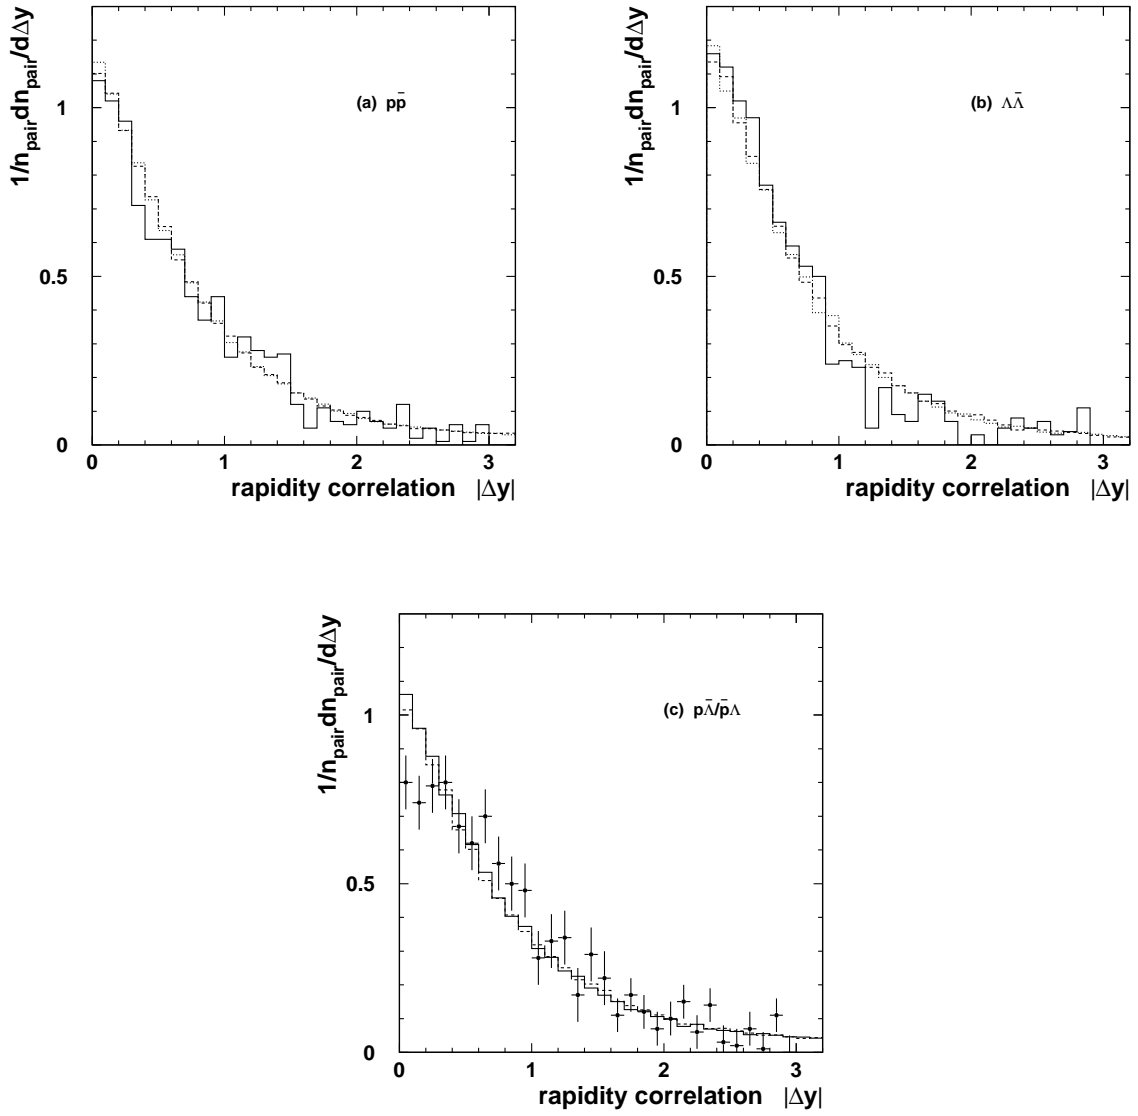 1/n_pair dn_pair/dΔy
1
0.5
0
(a) pp̄
0 1 2 3
rapidity correlation |Δy|
1/n_pair dn_pair/dΔy
1
0.5
0
(b) ΛΛ̄
0 1 2 3
rapidity correlation |Δy|
1/n_pair dn_pair/dΔy
1
0.5
0
(c) pΛ̄/p̄Λ
0 1 2 3
rapidity correlation |Δy|